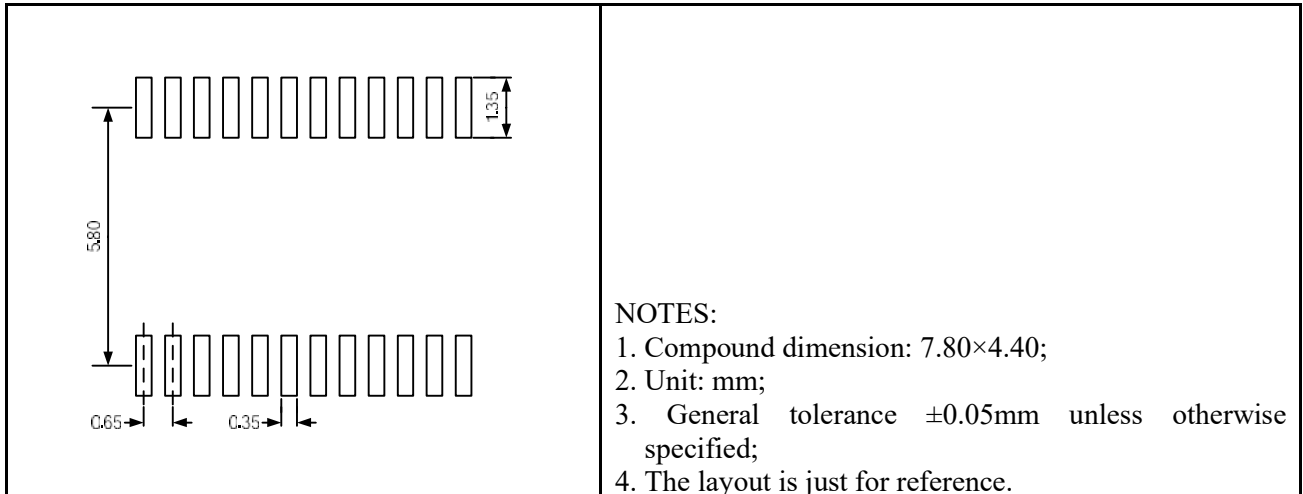 1.35
5.80
0.65
0.35
NOTES:
1. Compound dimension: 7.80×4.40;
2. Unit: mm;
3. General tolerance ±0.05mm unless otherwise
specified;
4. The layout is just for reference.